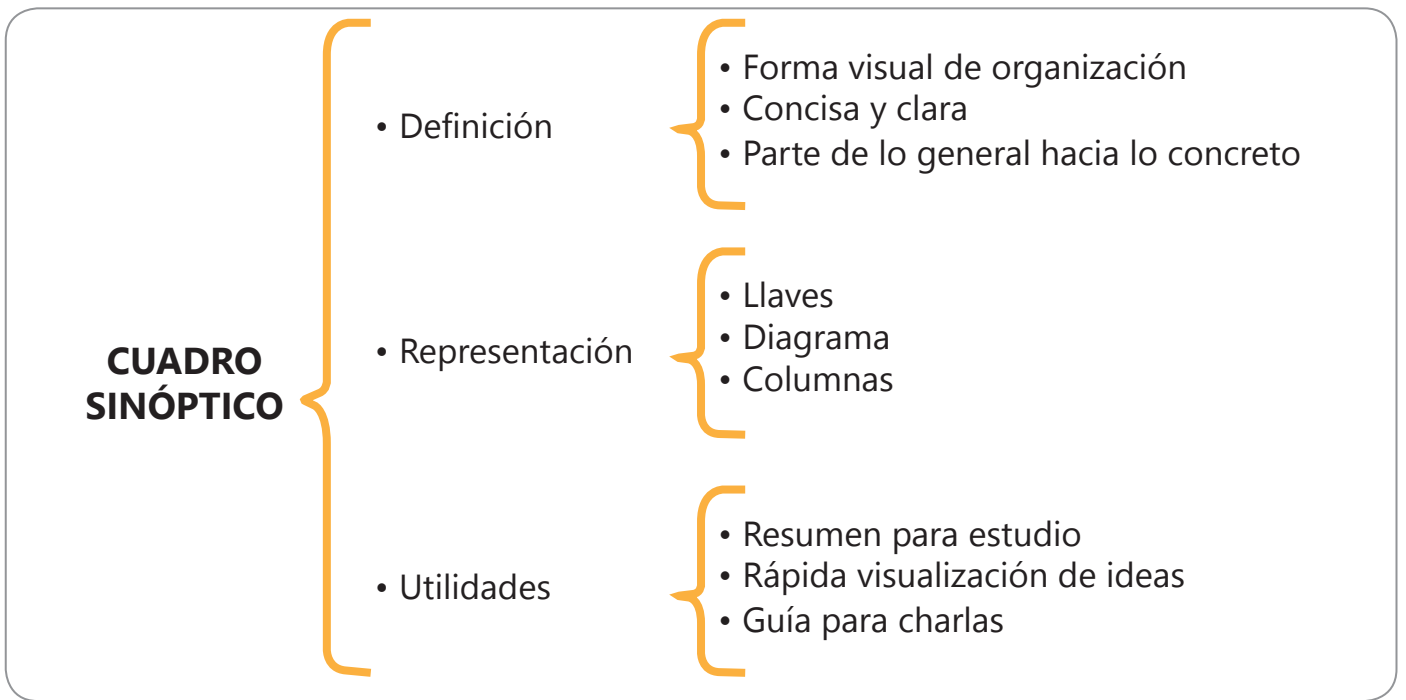 CUADRO
SINÓPTICO
• Definición
• Forma visual de organización
• Concisa y clara
• Parte de lo general hacia lo concreto
• Representación
• Llaves
• Diagrama
• Columnas
• Utilidades
• Resumen para estudio
• Rápida visualización de ideas
• Guía para charlas